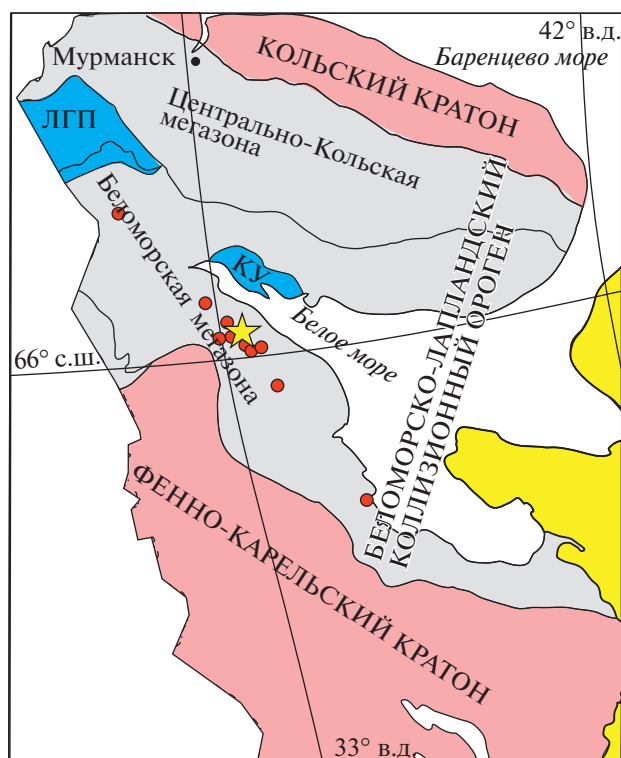 42° в.д.
Мурманск
КОЛЬСКИЙ КРАТОН
Баренцево море
ЛГП
Центрально-Кольская
мегазона
Беломорская мегазона
КУ
Белое море
БЕЛОМОРСКО-ЛАПЛАНДСКИЙ
КОЛЛИЗИОННЫЙ ОРОГЕН
66° с.ш.
ФЕННО-КАРЕЛЬСКИЙ КРАТОН
33° в.д.